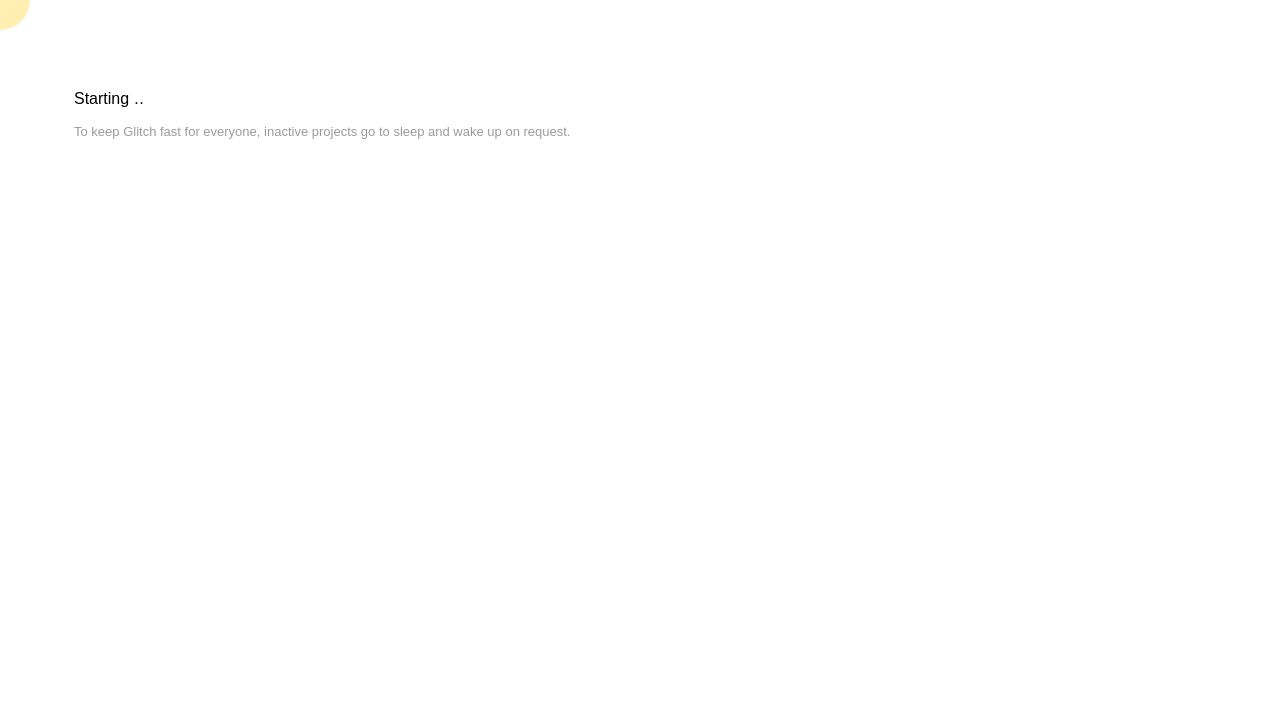 Starting ..
To keep Glitch fast for everyone, inactive projects go to sleep and wake up on request.